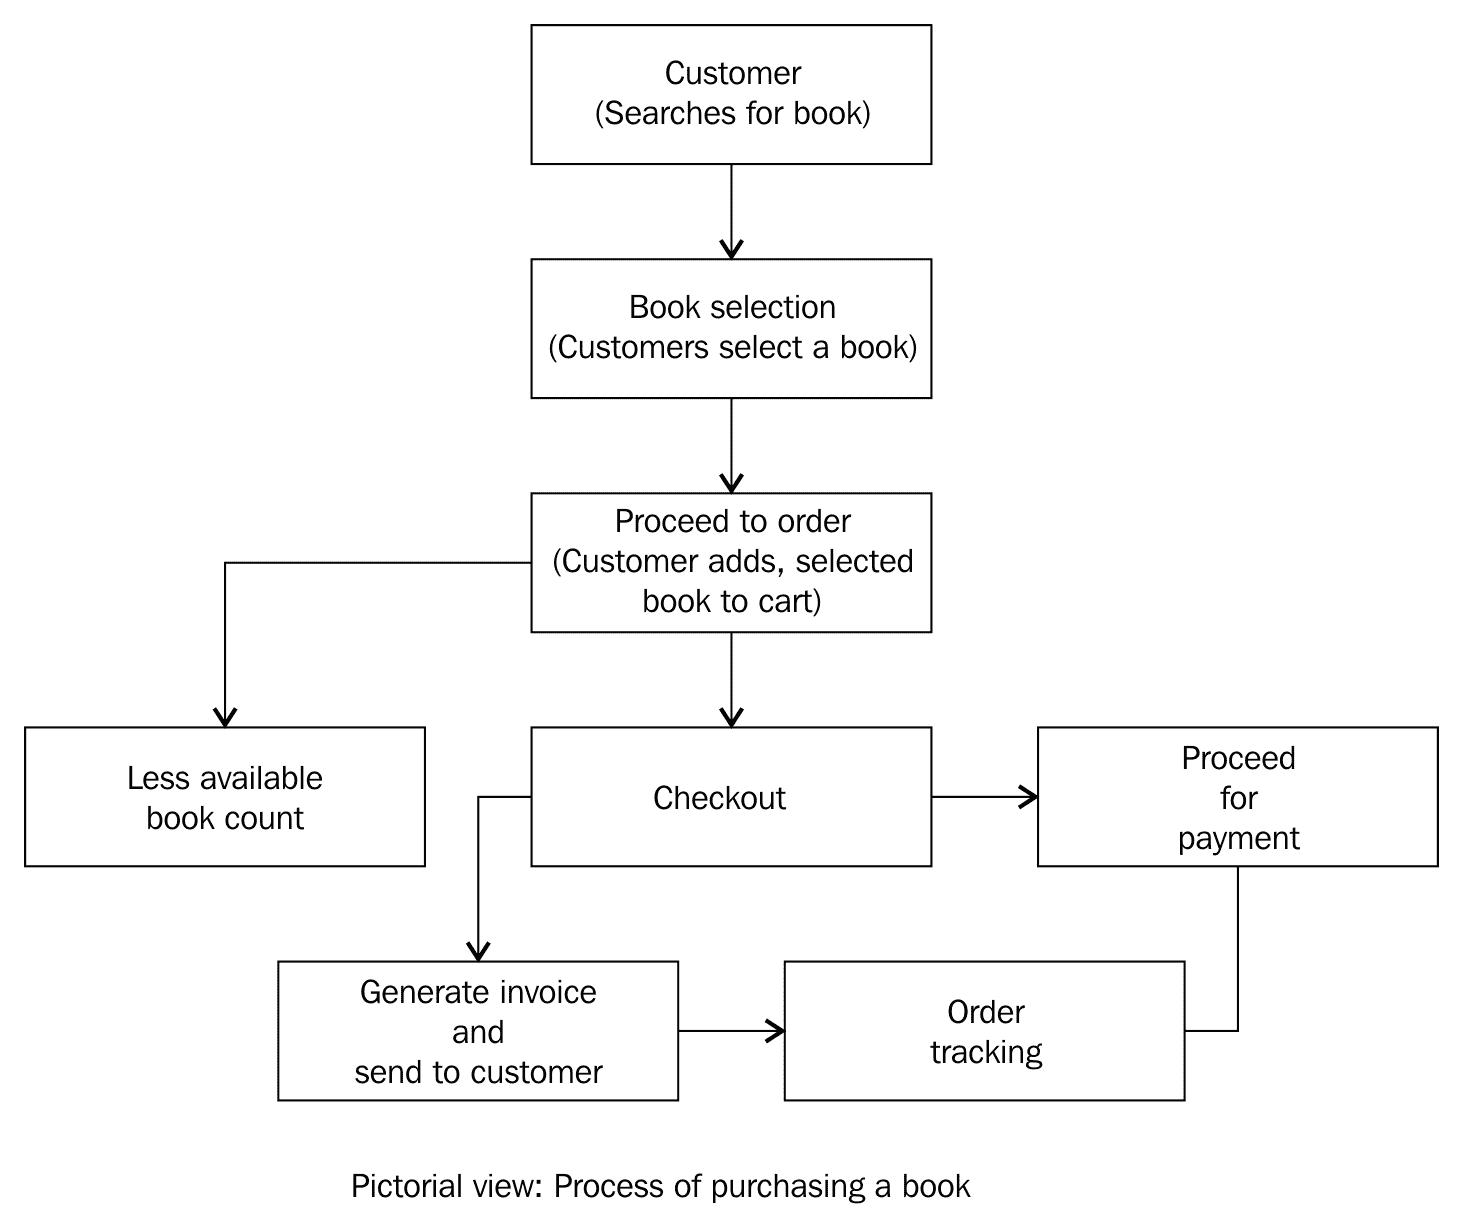 Customer
(Searches for book)
Book selection
(Customers select a book)
Proceed to order
(Customer adds, selected
book to cart)
Less available
book count
Checkout
Proceed
for
payment
Generate invoice
and
send to customer
Order
tracking
Pictorial view: Process of purchasing a book